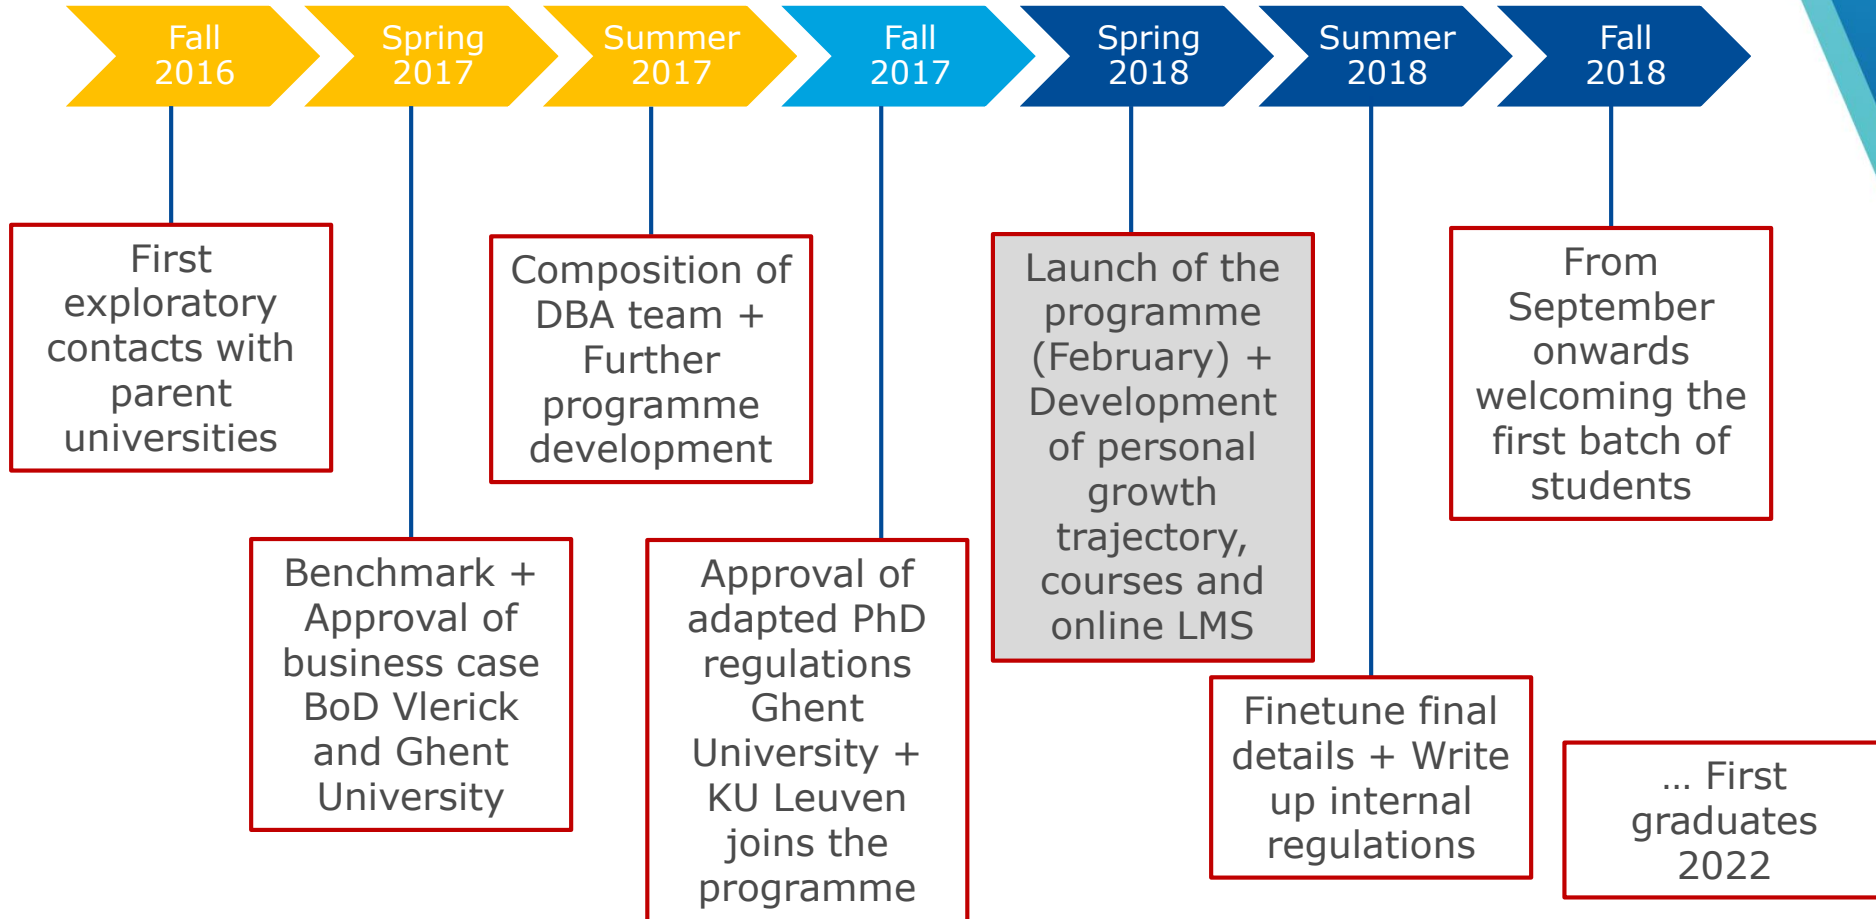 Fall
2016
Spring
2017
Summer
2017
Fall
2017
Spring
2018
Summer
2018
Fall
2018
First
exploratory
contacts with
parent
universities
Benchmark +
Approval of
business case
BoD Vlerick
and Ghent
University
Composition of
DBA team +
Further
programme
development
Approval of
adapted PhD
regulations
Ghent
University +
KU Leuven
joins the
programme
Launch of the
programme
(February) +
Development
of personal
growth
trajectory,
courses and
online LMS
Finetune final
details + Write
up internal
regulations
From
September
onwards
welcoming the
first batch of
students
… First
graduates
2022